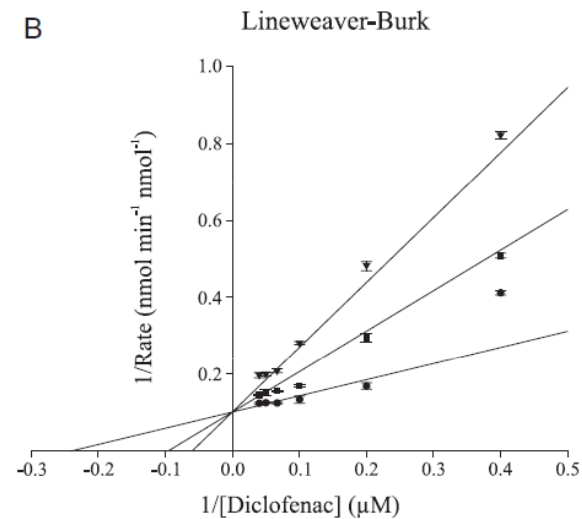 B
Lineweaver-Burk
1/Rate (nmol min⁻¹ nmol⁻¹)
1.0
0.8
0.6
0.4
0.2
-0.3 -0.2 -0.1 0.0 0.1 0.2 0.3 0.4 0.5
1/[Diclofenac] (µM)